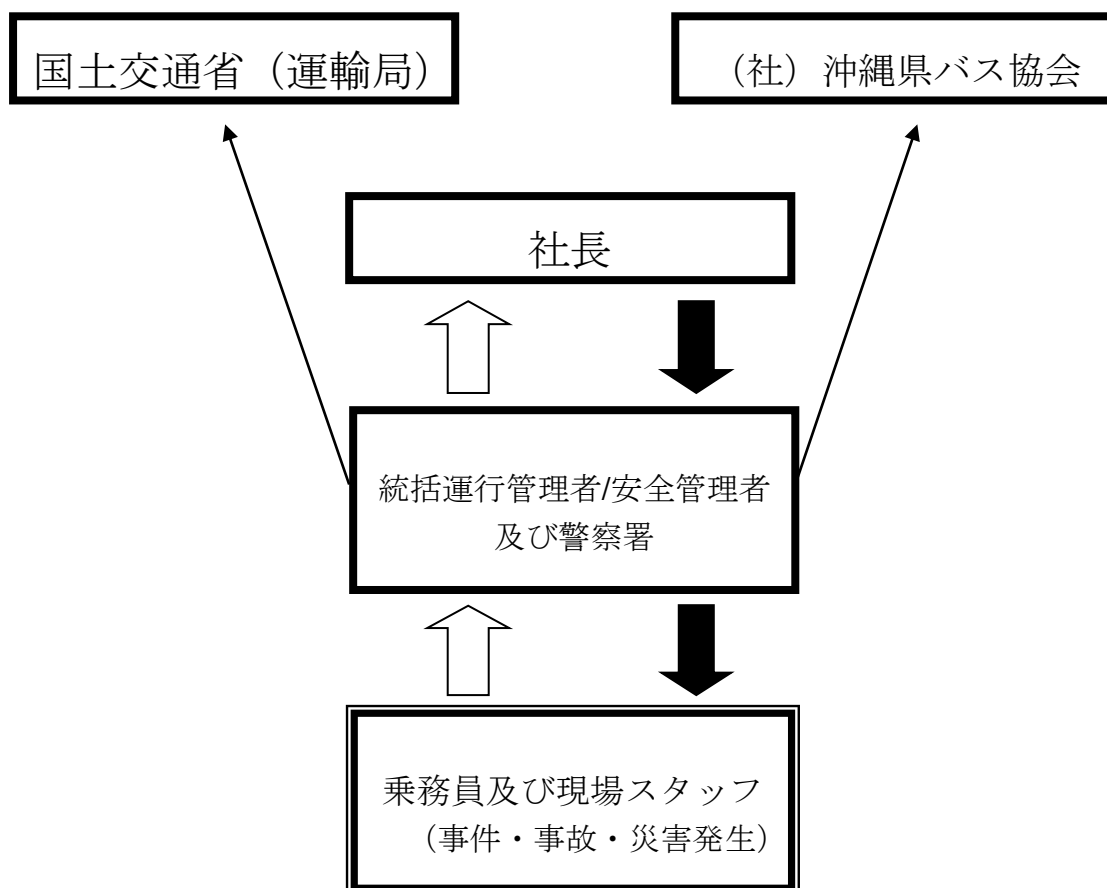 国土交通省（運輸局）
（社）沖縄県バス協会
社長
統括運行管理者/安全管理者
及び警察署
乗務員及び現場スタッフ
（事件・事故・災害発生）